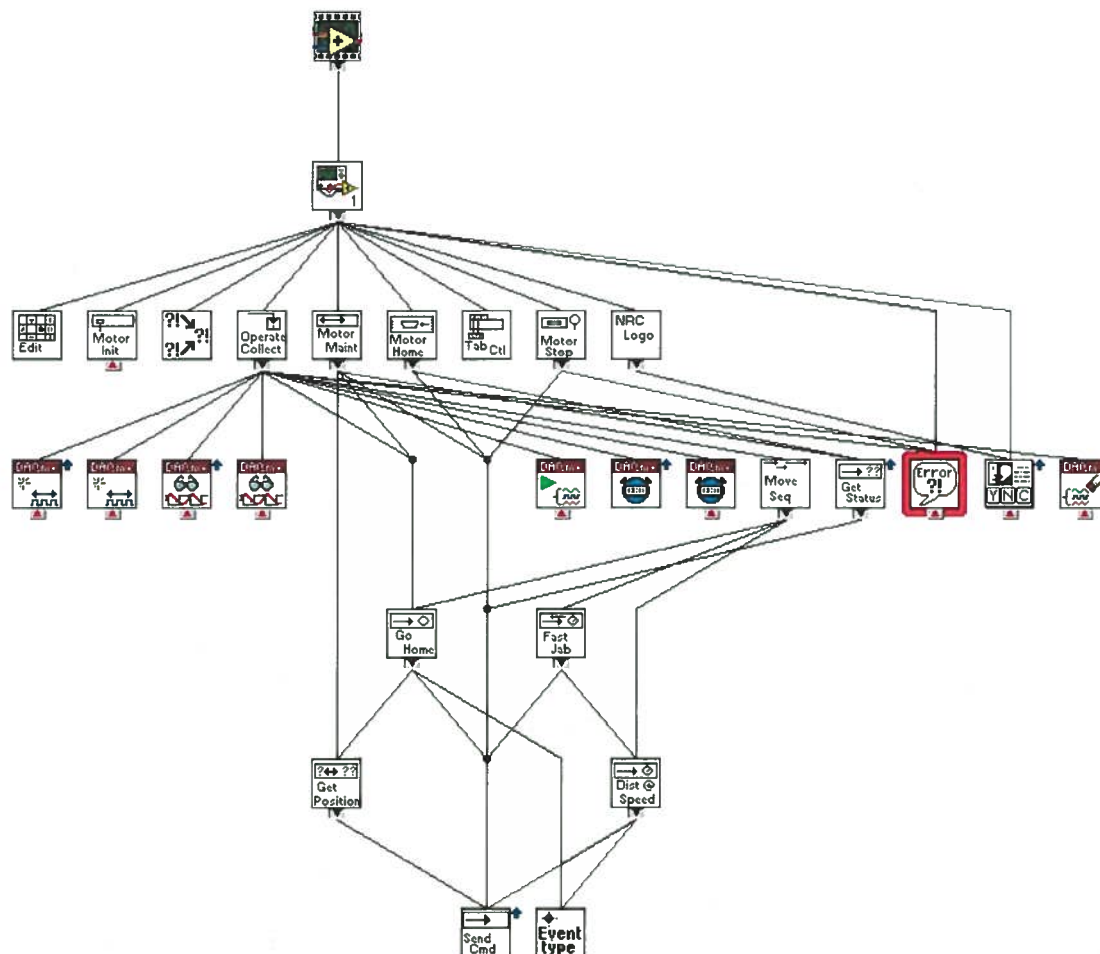 1
Edit
Motor
Init
?!
?!
?!
Operate
Collect
Motor
Maint
Motor
Home
Tab
Ctl
Motor
Stop
NRC
Logo
Move
Seq
??
Get
Status
Error
?!
Y N C
Go
Home
Fast
Jab
? ??
Get
Position
Dist @
Speed
Send
Cmd
Event
type